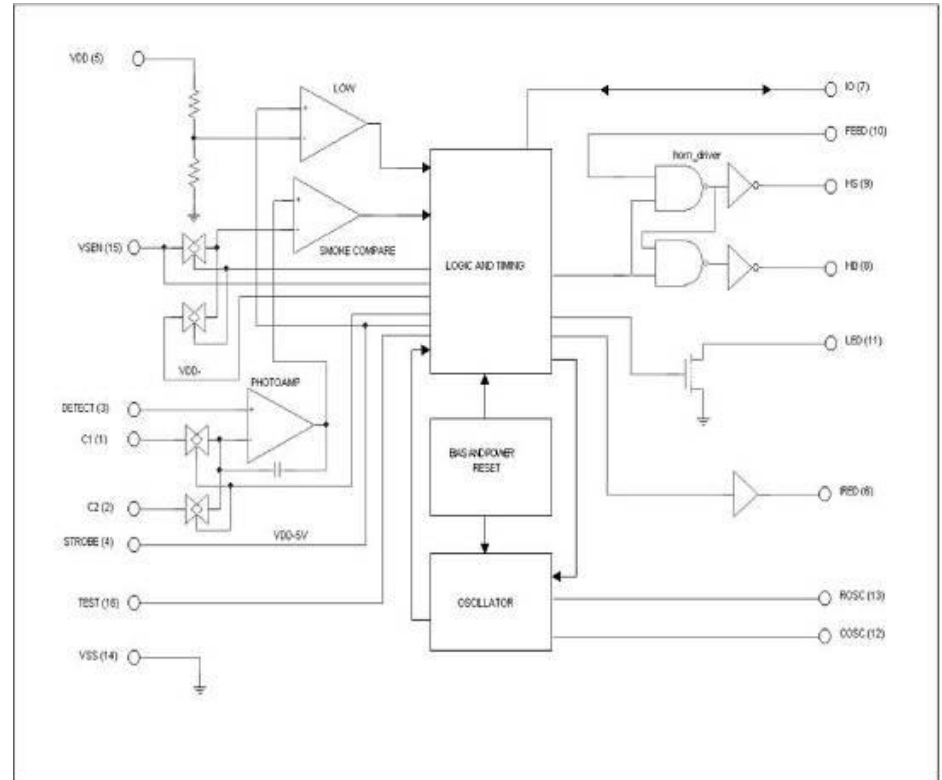 VDD (5)
LOW
IO (7)
FEED (10)
horn_driver
HS (9)
SMOKE COMPARE
VSEN (15)
LOGIC AND TIMING
HB (8)
LED (11)
VDD-
PHOTOAMP
DETECT (3)
C1 (1)
BIAS AND POWER
RESET
IRED (6)
C2 (2)
VDD-5V
STROBE (4)
TEST (16)
OSCILLATOR
ROSC (13)
COSC (12)
VSS (14)
+
-
+
-
+
-